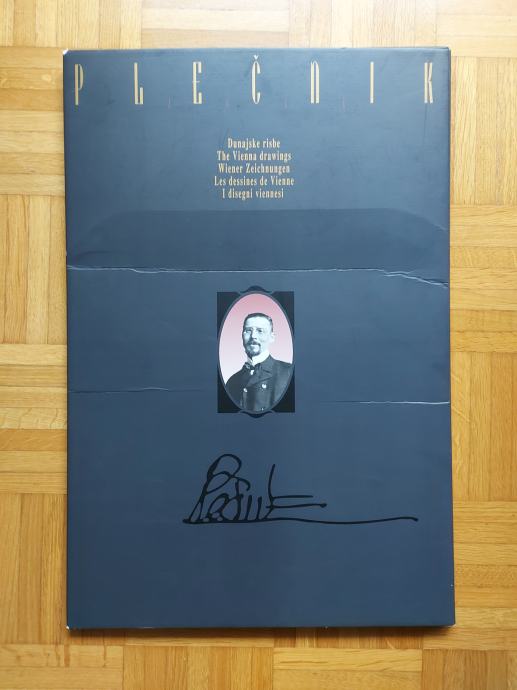 PLEČNIK
Dunajske risbe
The Vienna drawings
Wiener Zeichnungen
Les dessines de Vienne
I disegni viennesi